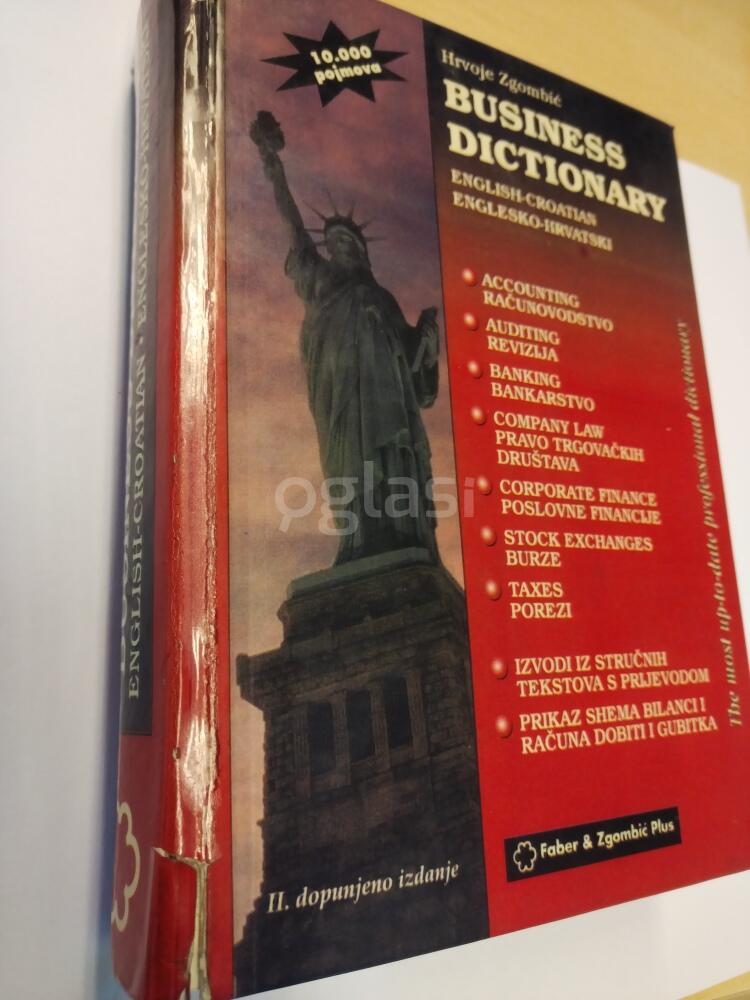 10.000
pojmova
Hrvoje Zgombić
BUSINESS
DICTIONARY
ENGLISH-CROATIAN
ENGLESKO-HRVATSKI
ACCOUNTING
RAČUNOVODSTVO
AUDITING
REVIZIJA
BANKING
BANKARSTVO
COMPANY LAW
PRAVO TRGOVAČKIH
DRUŠTAVA
CORPORATE FINANCE
POSLOVNE FINANCIJE
STOCK EXCHANGES
BURZE
TAXES
POREZI
IZVODI IZ STRUČNIH
TEKSTOVA S PRIJEVODOM
PRIKAZ SHEMA BILANCI I
RAČUNA DOBITI I GUBITKA
The most up-to-date professional dictionary
Faber & Zgombić Plus
II. dopunjeno izdanje
ENGLISH-CROATIAN • ENGLESKO-HRVATSKI
oglasi